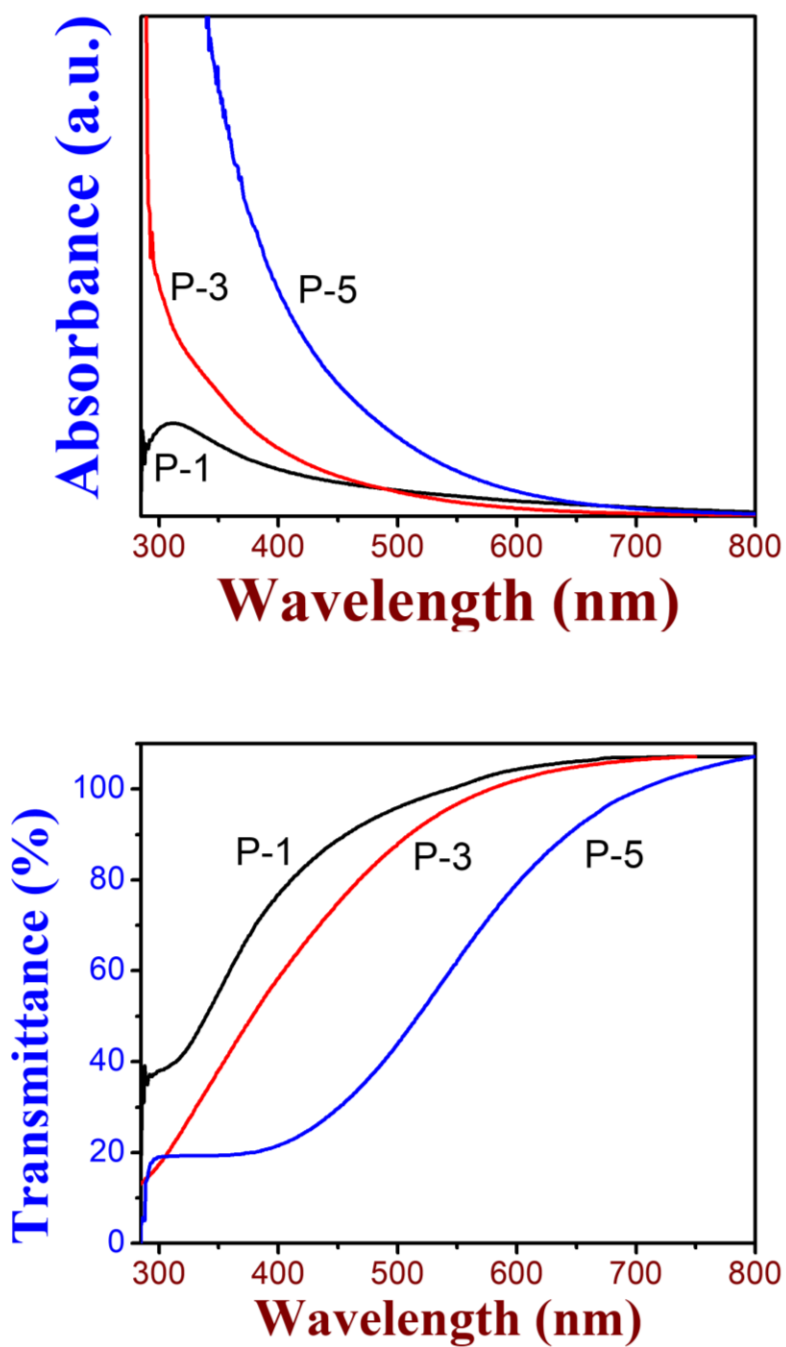 Absorbance (a.u.)
P-3
P-5
P-1
300 400 500 600 700 800
Wavelength (nm)
Transmittance (%)
100
80
60
40
20
0
P-1
P-3
P-5
300 400 500 600 700 800
Wavelength (nm)